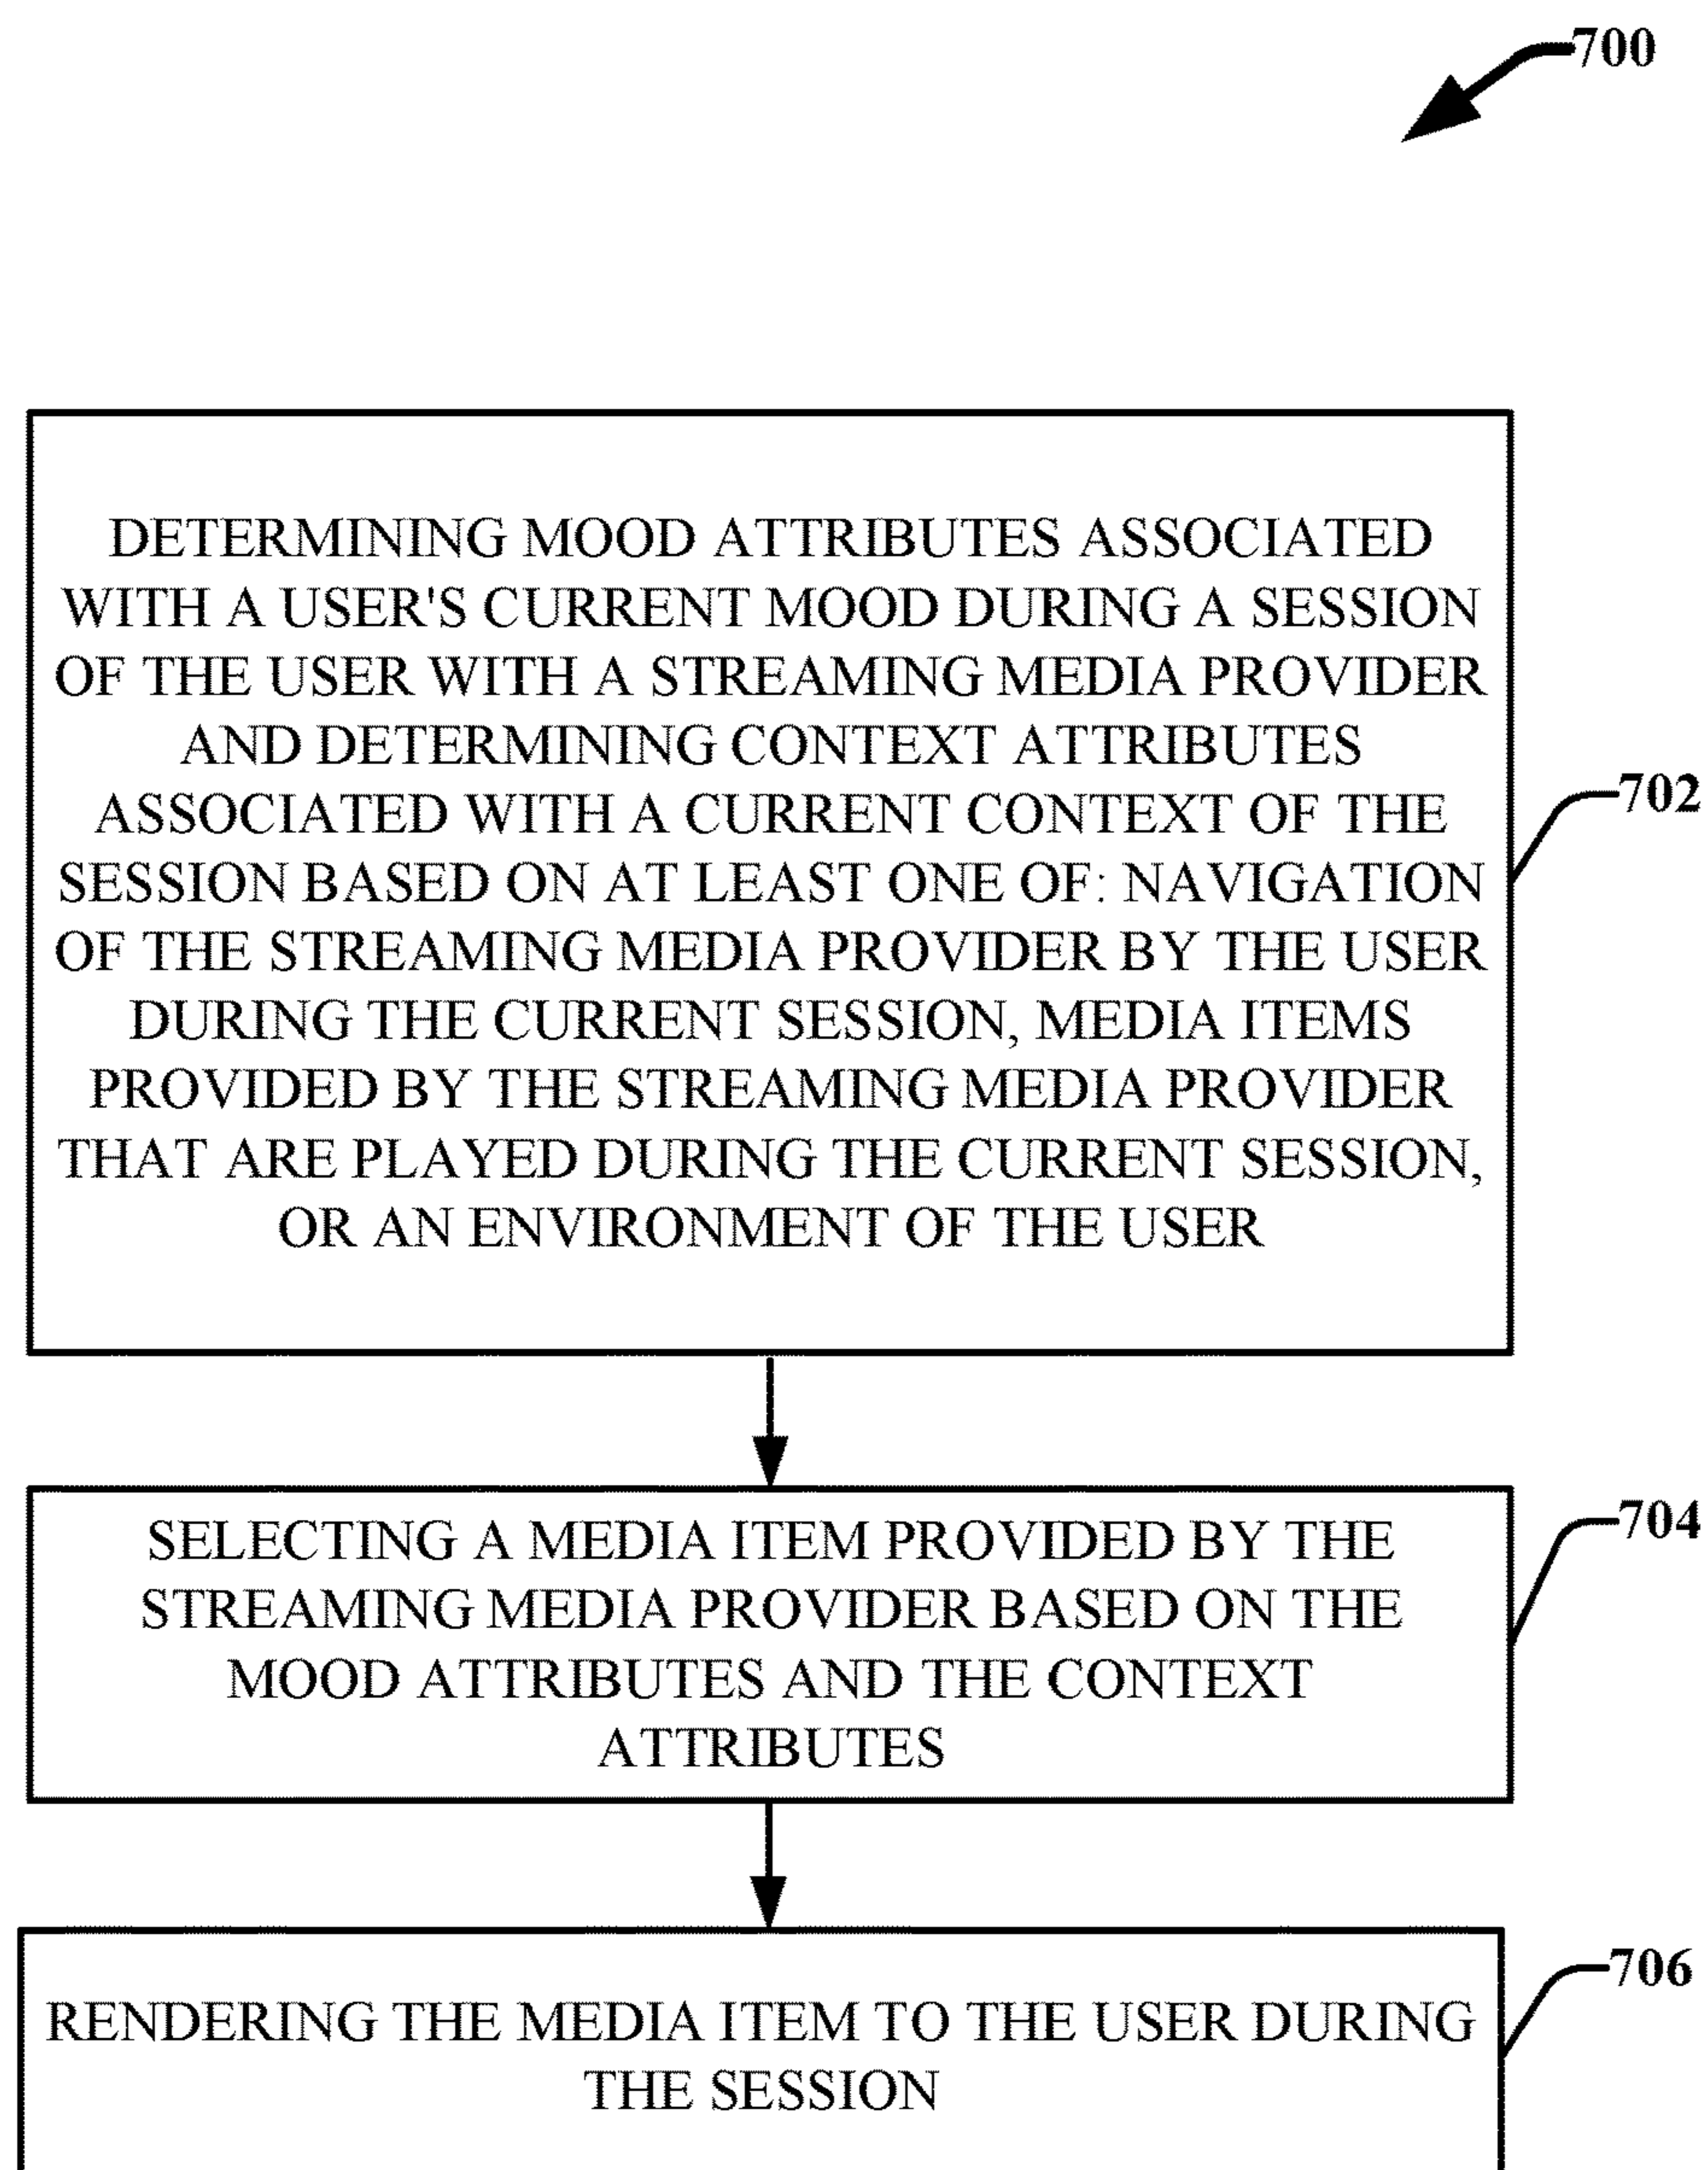 700
DETERMINING MOOD ATTRIBUTES ASSOCIATED
WITH A USER'S CURRENT MOOD DURING A SESSION
OF THE USER WITH A STREAMING MEDIA PROVIDER
AND DETERMINING CONTEXT ATTRIBUTES
ASSOCIATED WITH A CURRENT CONTEXT OF THE
SESSION BASED ON AT LEAST ONE OF: NAVIGATION
OF THE STREAMING MEDIA PROVIDER BY THE USER
DURING THE CURRENT SESSION, MEDIA ITEMS
PROVIDED BY THE STREAMING MEDIA PROVIDER
THAT ARE PLAYED DURING THE CURRENT SESSION,
OR AN ENVIRONMENT OF THE USER
702
SELECTING A MEDIA ITEM PROVIDED BY THE
STREAMING MEDIA PROVIDER BASED ON THE
MOOD ATTRIBUTES AND THE CONTEXT
ATTRIBUTES
704
RENDERING THE MEDIA ITEM TO THE USER DURING
THE SESSION
706